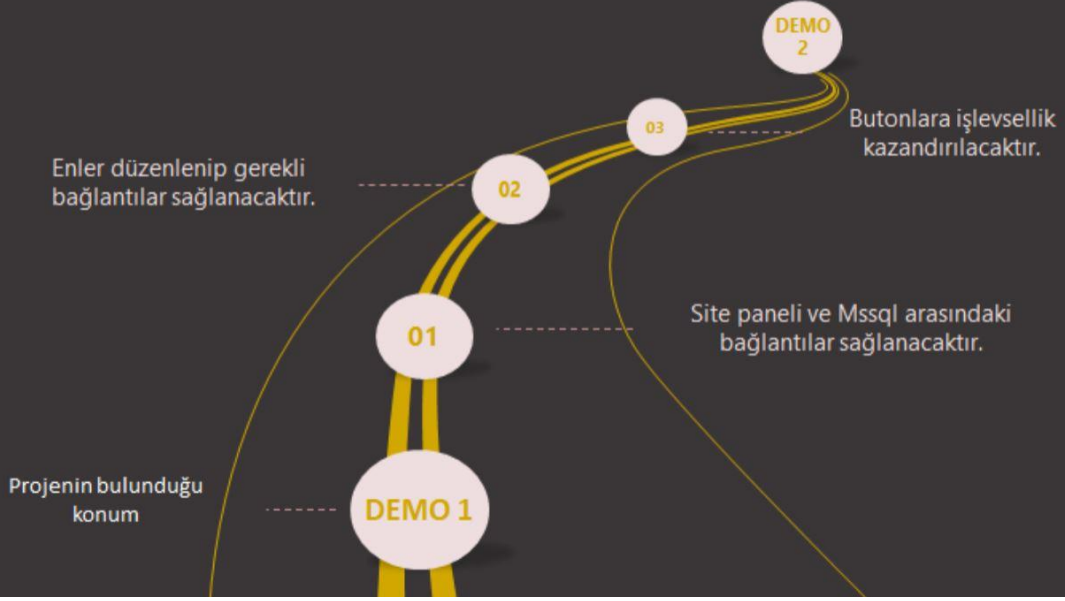 DEMO
2
03
Butonlara işlevsellik
kazandırılacaktır.
Enler düzenlenip gerekli
bağlantılar sağlanacaktır.
02
01
Site paneli ve Mssql arasındaki
bağlantılar sağlanacaktır.
Projenin bulunduğu
konum
DEMO 1